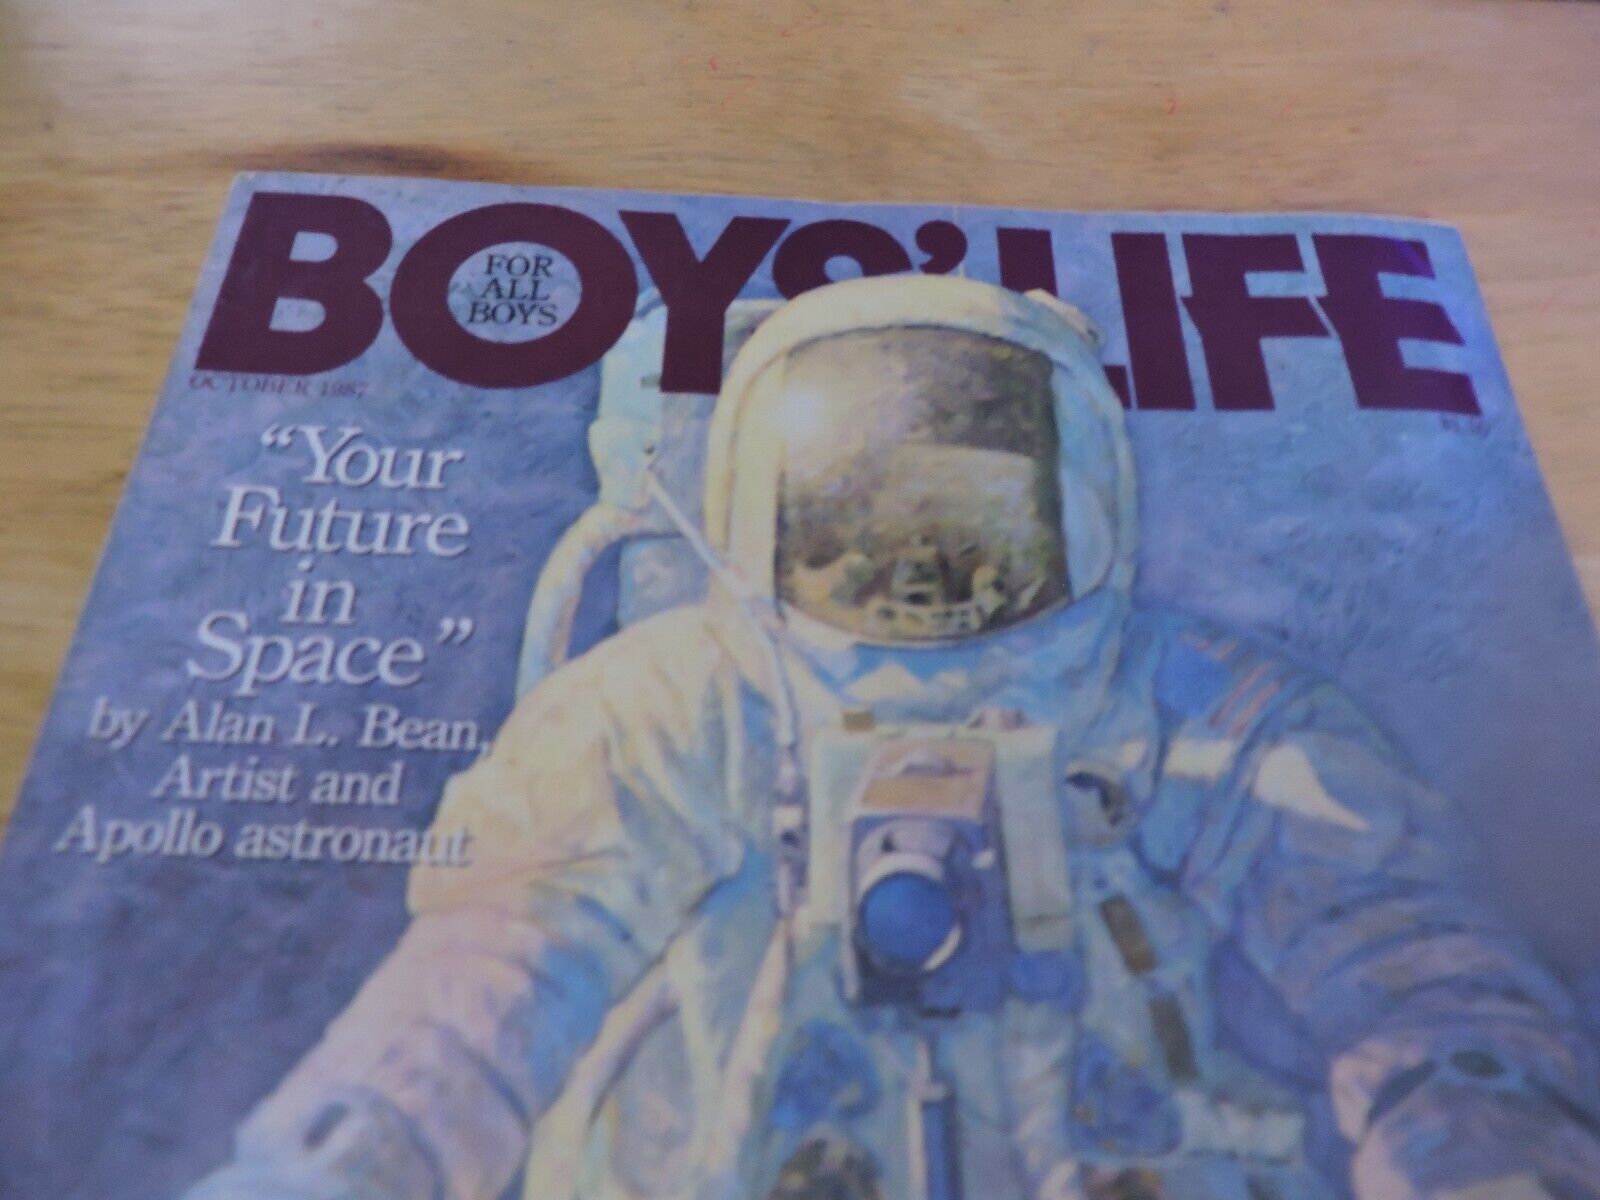 BOYS' LIFE
FOR
ALL
BOYS
OCTOBER 1987
“Your
Future
in
Space”
by Alan L. Bean,
Artist and
Apollo astronaut